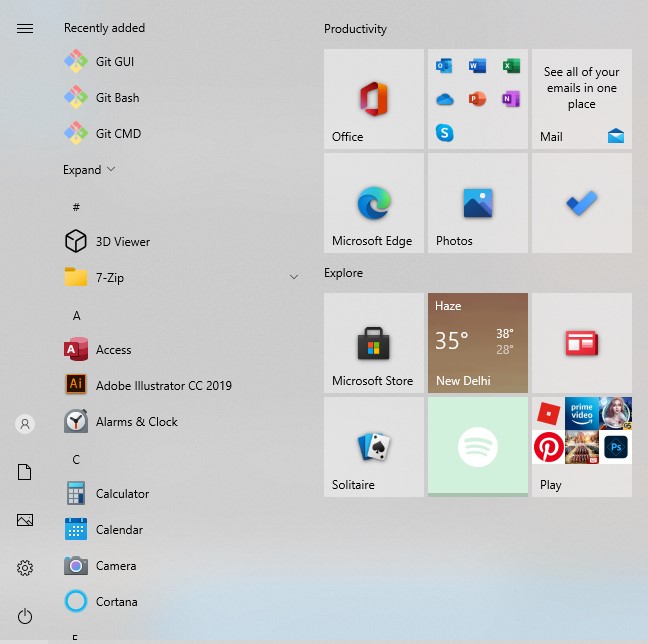 Recently added
Git GUI
Git Bash
Git CMD
Expand
#
3D Viewer
7-Zip
A
A
Access
Ai
Adobe Illustrator CC 2019
Alarms & Clock
C
Calculator
Calendar
Camera
Cortana
Productivity
Office
O
W
X
P
N
S
See all of your
emails in one
place
Mail
Microsoft Edge
Photos
Explore
Microsoft Store
Haze
35°
38°
28°
New Delhi
Solitaire
prime
video
Ps
Play